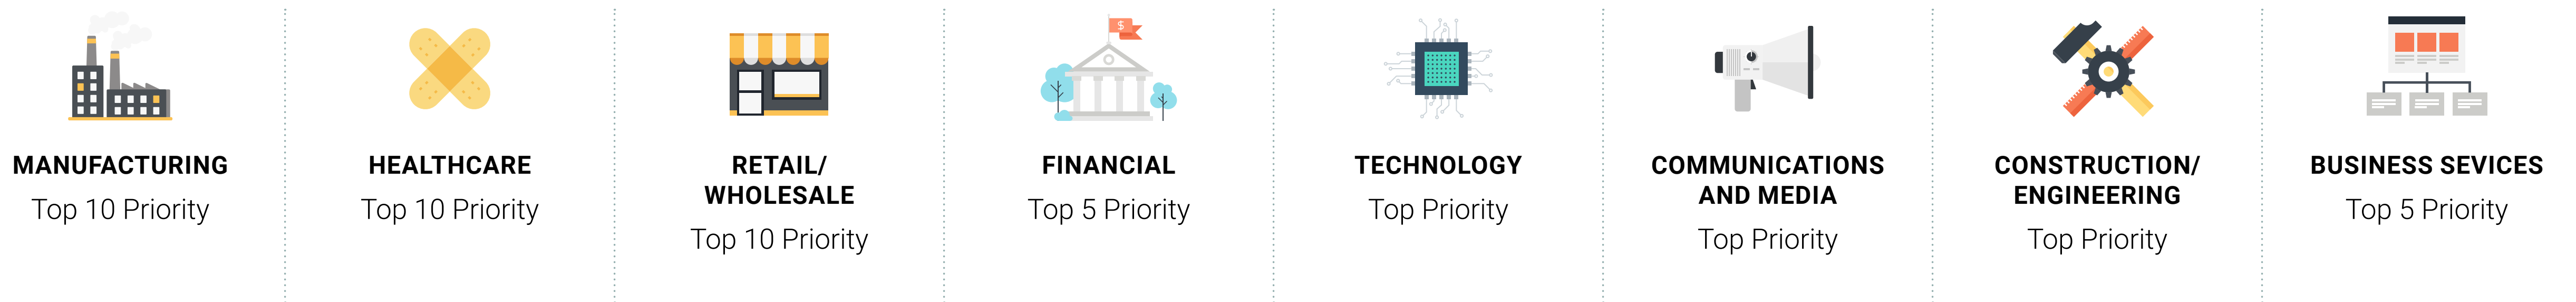 $
MANUFACTURING
Top 10 Priority
HEALTHCARE
Top 10 Priority
RETAIL/
WHOLESALE
Top 10 Priority
FINANCIAL
Top 5 Priority
TECHNOLOGY
Top Priority
COMMUNICATIONS
AND MEDIA
Top Priority
CONSTRUCTION/
ENGINEERING
Top Priority
BUSINESS SEVICES
Top 5 Priority